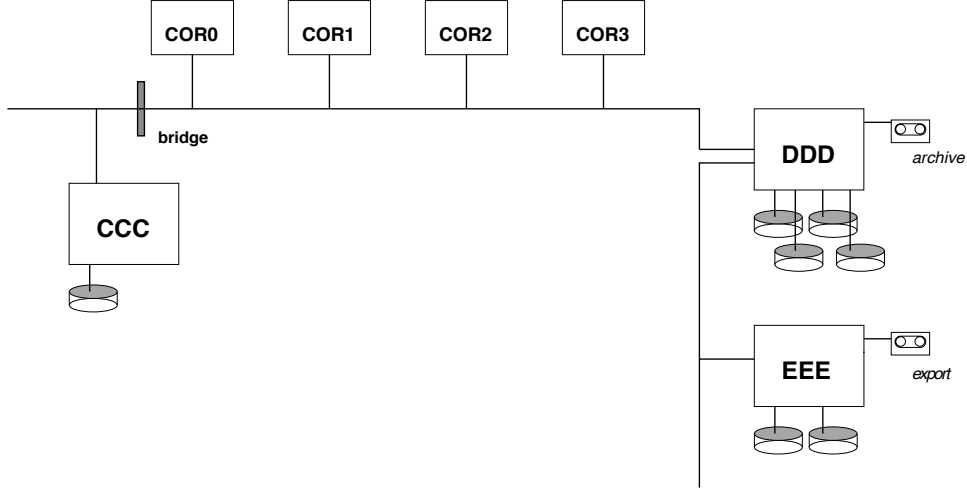 COR0
COR1
COR2
COR3
bridge
DDD
archive
CCC
EEE
export